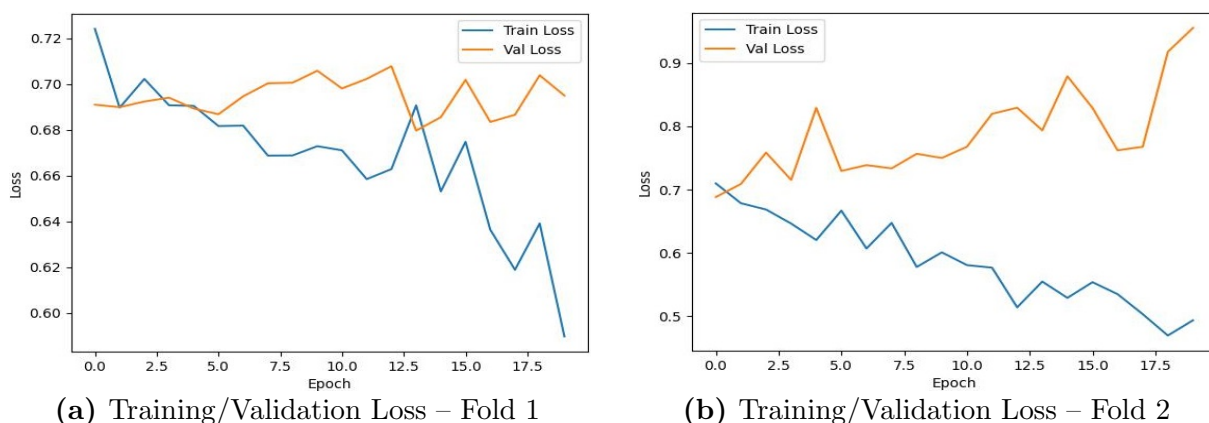 Train Loss
Val Loss
0.72
0.70
0.68
0.66
0.64
0.62
0.60
Loss
0.0 2.5 5.0 7.5 10.0 12.5 15.0 17.5
Epoch
(a) Training/Validation Loss – Fold 1
Train Loss
Val Loss
0.9
0.8
0.7
0.6
0.5
Loss
0.0 2.5 5.0 7.5 10.0 12.5 15.0 17.5
Epoch
(b) Training/Validation Loss – Fold 2